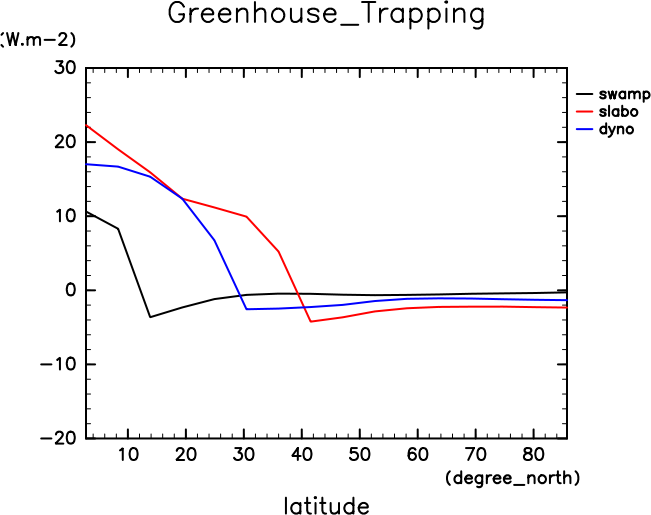 Greenhouse_Trapping
(W.m−2)
30
20
10
0
−10
−20
10 20 30 40 50 60 70 80
(degree_north)
latitude
swamp
slabo
dyno